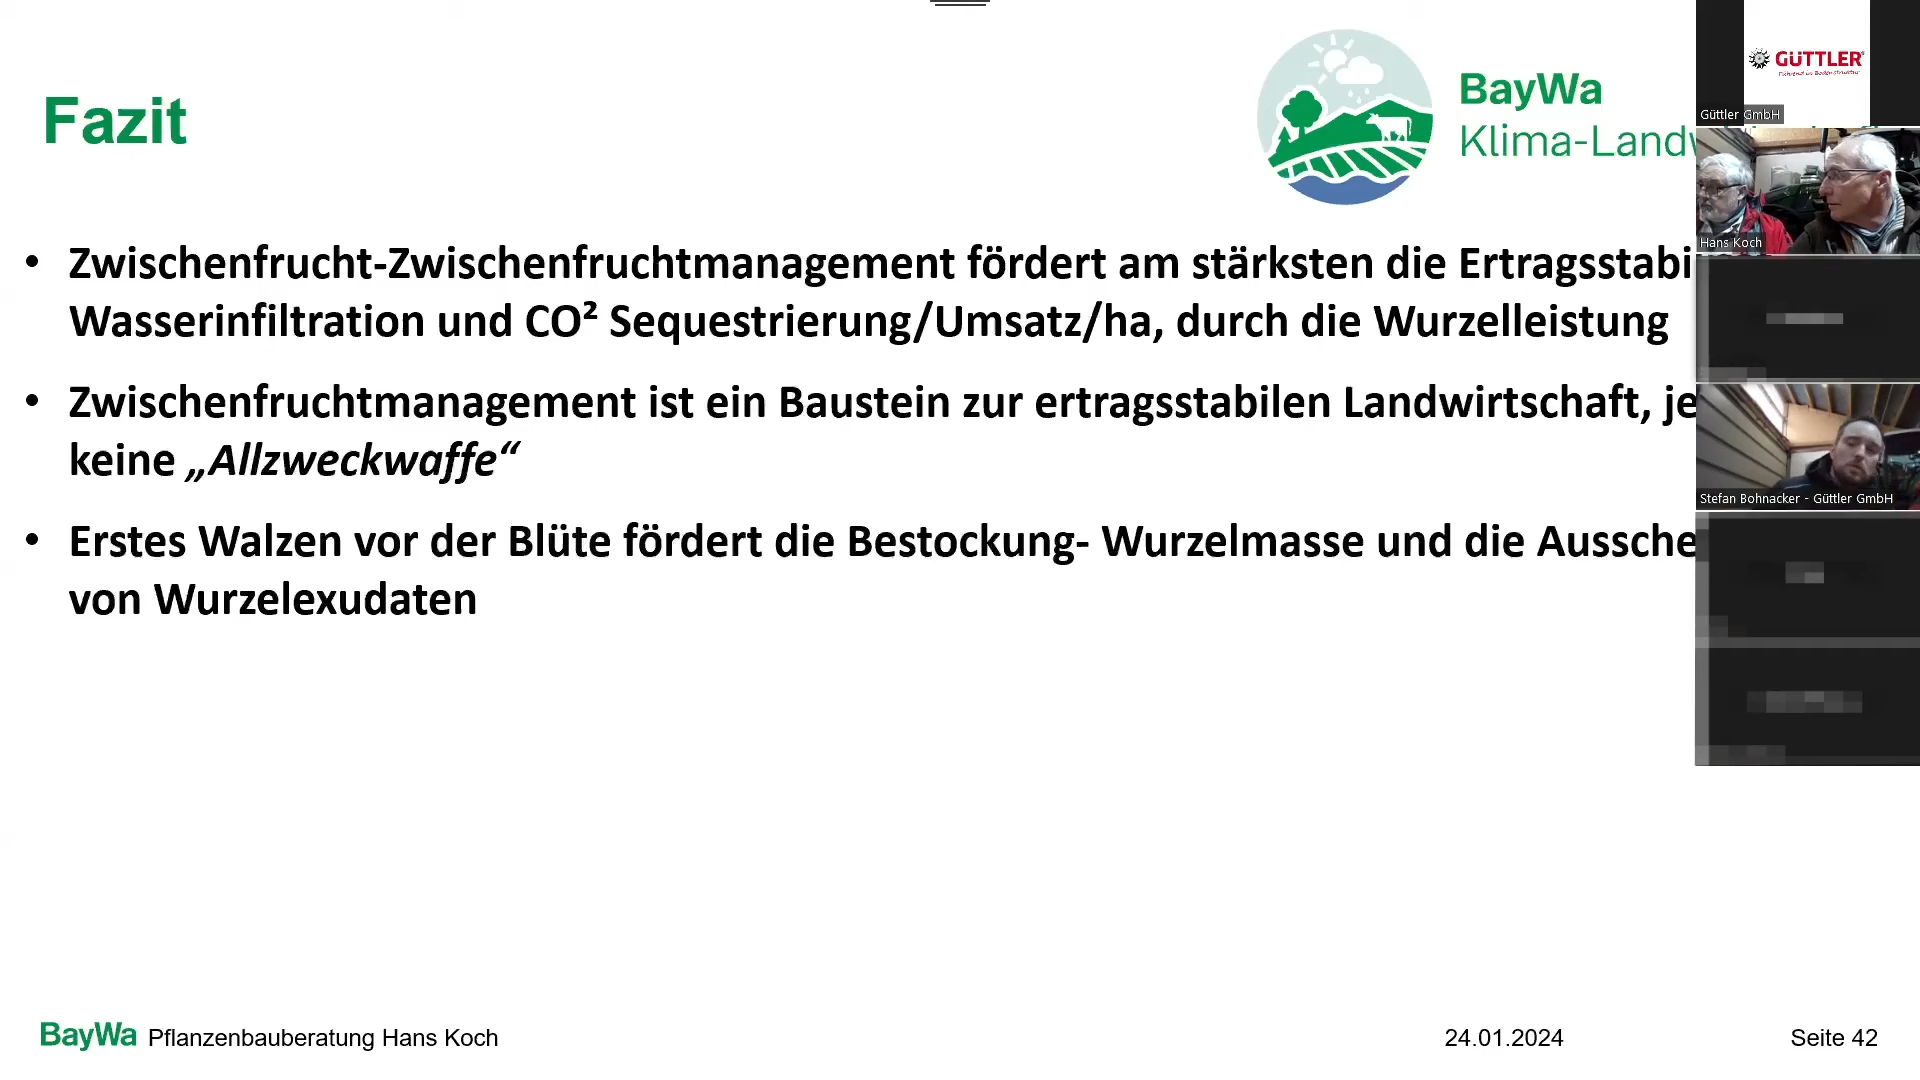 Fazit
BayWa
Klima-Landw
• Zwischenfrucht-Zwischenfruchtmanagement fördert am stärksten die Ertragsstabi
Wasserinfiltration und CO² Sequestrierung/Umsatz/ha, durch die Wurzelleistung
• Zwischenfruchtmanagement ist ein Baustein zur ertragsstabilen Landwirtschaft, je
keine „Allzweckwaffe“
• Erstes Walzen vor der Blüte fördert die Bestockung- Wurzelmasse und die Aussche
von Wurzelexudaten
GÜTTLER
Führend in Bodenstruktur
Güttler GmbH
Hans Koch
Stefan Bohnacker - Güttler GmbH
BayWa Pflanzenbauberatung Hans Koch
24.01.2024
Seite 42